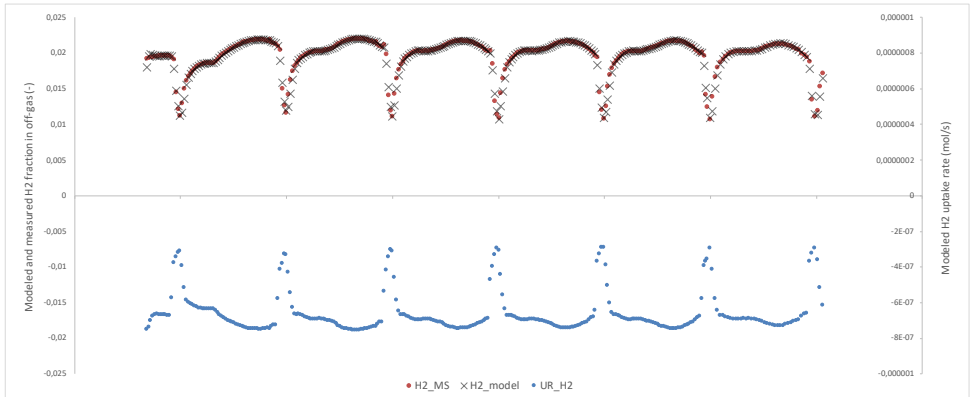 0,025
0,02
0,015
0,01
0,005
0
-0,005
-0,01
-0,015
-0,02
-0,025
Modeled and measured H2 fraction in off-gas (-)
0,000001
0,0000008
0,0000006
0,0000004
0,0000002
0
-2E-07
-4E-07
-6E-07
-8E-07
-0,000001
Modeled H2 uptake rate (mol/s)
H2_MS H2_model UR_H2